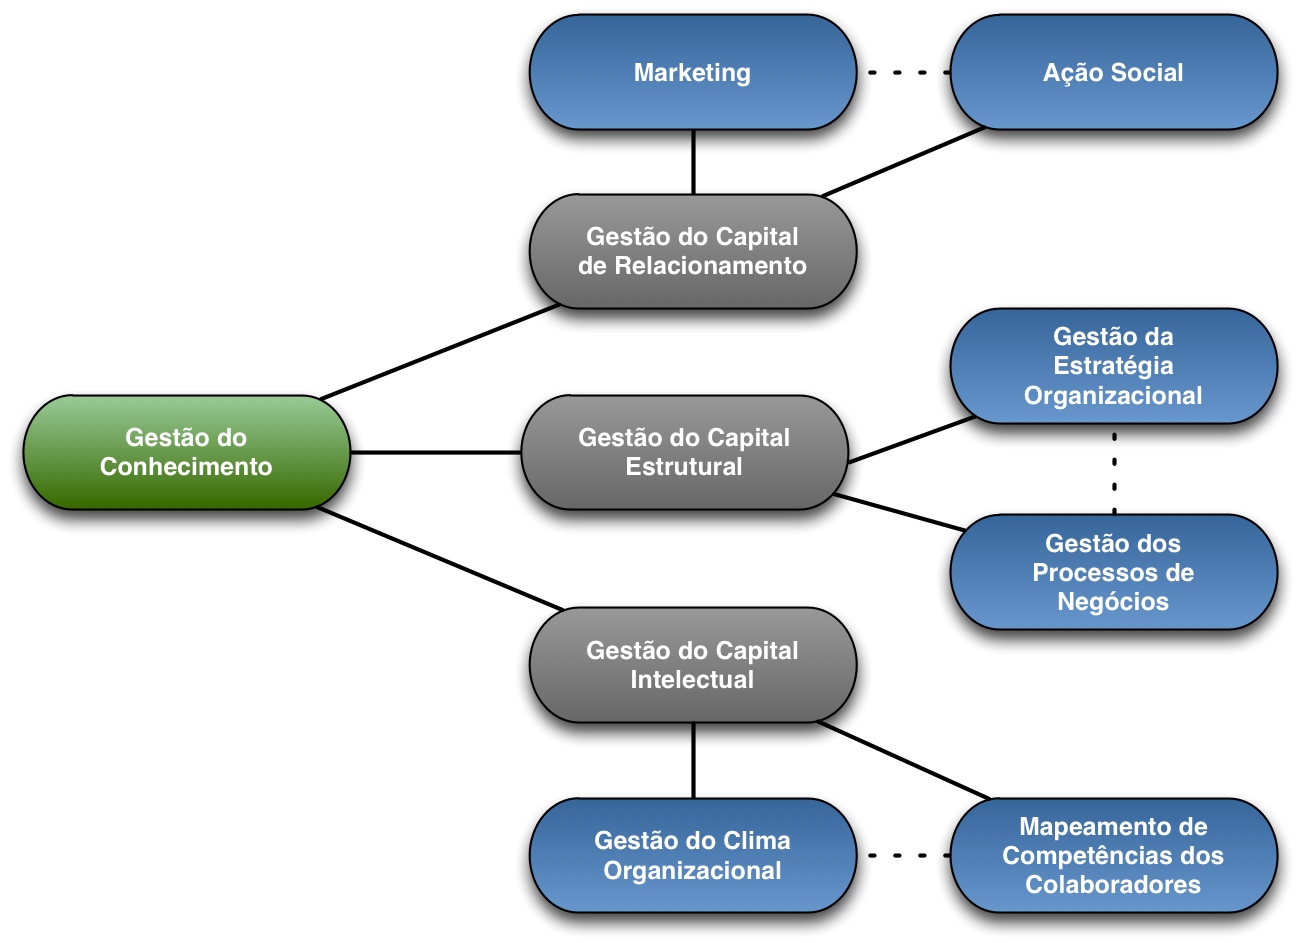 Marketing
Ação Social
Gestão do Capital
de Relacionamento
Gestão da
Estratégia
Organizacional
Gestão do
Conhecimento
Gestão do Capital
Estrutural
Gestão dos
Processos de
Negócios
Gestão do Capital
Intelectual
Gestão do Clima
Organizacional
Mapeamento de
Competências dos
Colaboradores